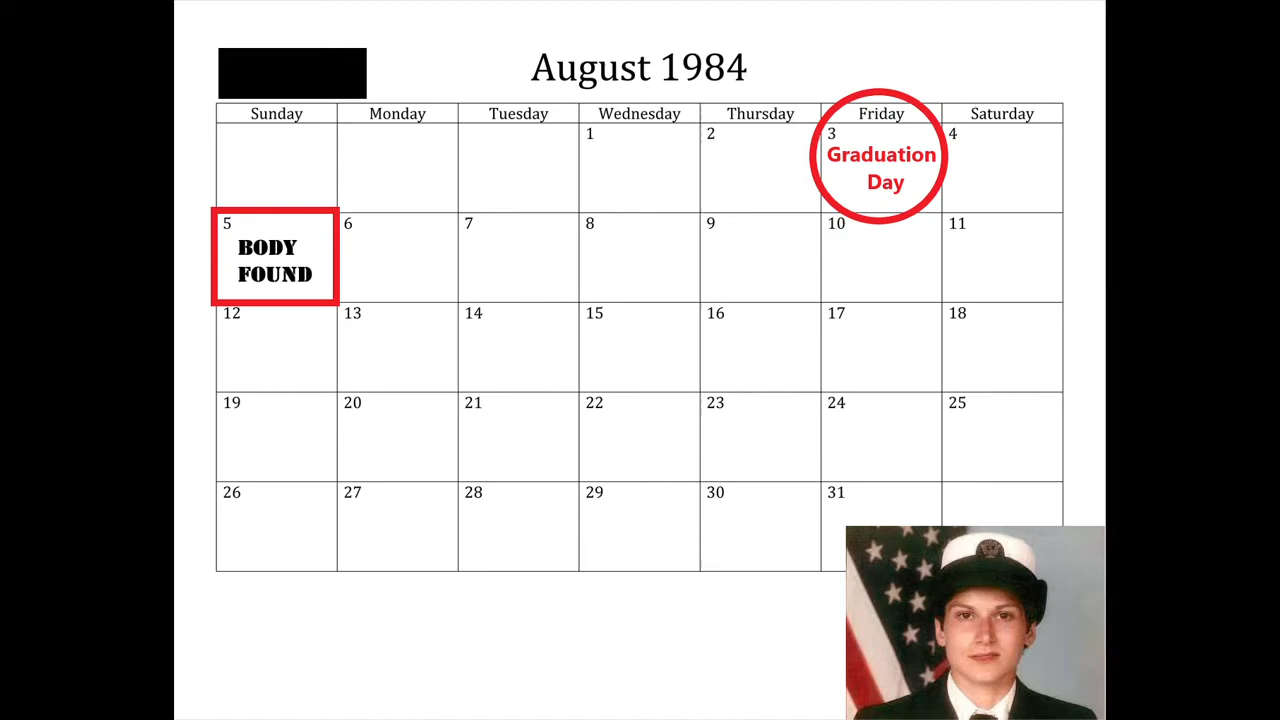 August 1984
Sunday Monday Tuesday Wednesday Thursday Friday Saturday
1 2 3 4
Graduation
Day
5 6 7 8 9 10 11
BODY
FOUND
12 13 14 15 16 17 18
19 20 21 22 23 24 25
26 27 28 29 30 31